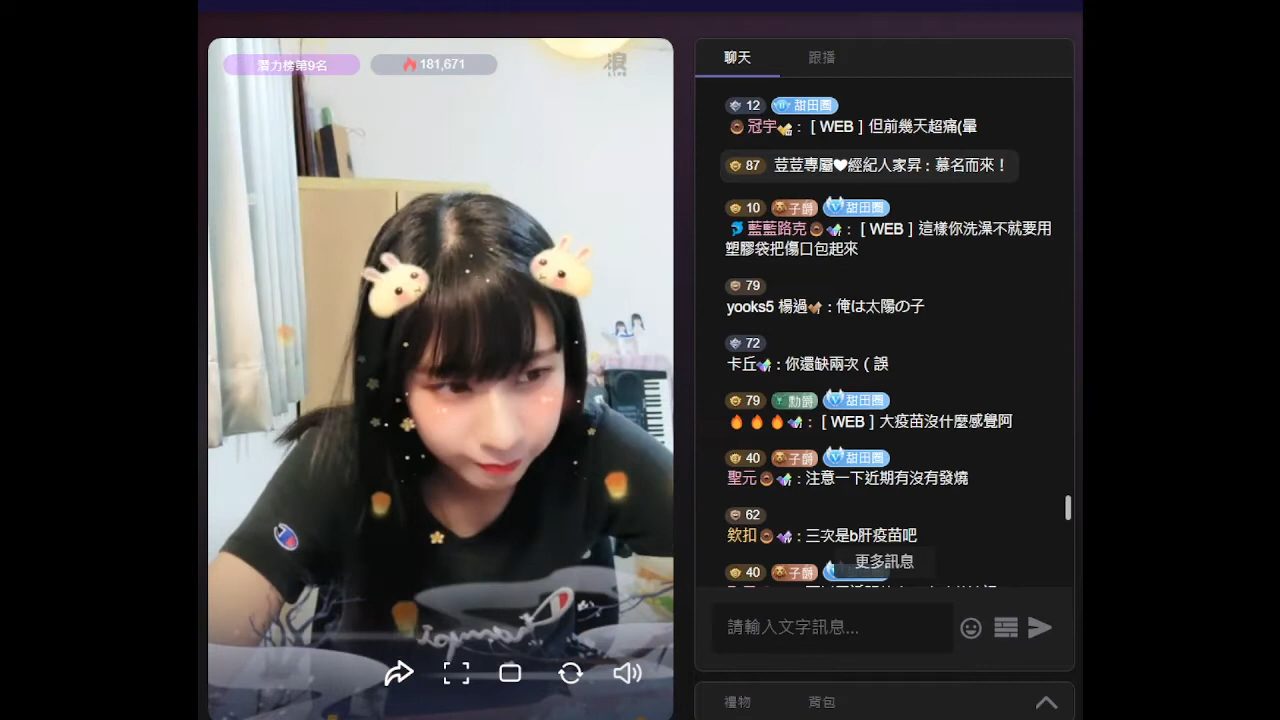 潛力榜第9名
181,671
浪
LIVE
Champion
聊天
跟播
12 甜田圈
冠宇 : [ WEB ] 但前幾天超痛(暈
87 荳荳專屬♥經紀人家昇 : 慕名而來！
10 子爵 甜田圈
藍藍路克 : [ WEB ] 這樣你洗澡不就要用
塑膠袋把傷口包起來
79
yooks5 楊過 : 俺は太陽の子
72
卡丘 : 你還缺兩次 ( 誤
79 勳爵 甜田圈
🔥🔥🔥 : [ WEB ] 大疫苗沒什麼感覺阿
40 子爵 甜田圈
聖元 : 注意一下近期有沒有發燒
62
欸扣 : 三次是b肝疫苗吧
更多訊息
40 子爵
請輸入文字訊息...
禮物
背包